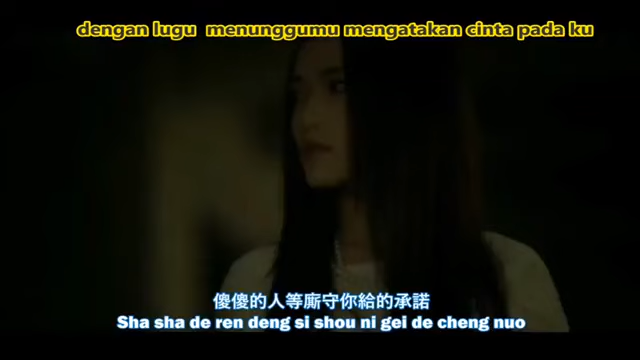 dengan lugu  menunggumu mengatakan cinta pada ku
傻傻的人等廝守你給的承諾
Sha sha de ren deng si shou ni gei de cheng nuo